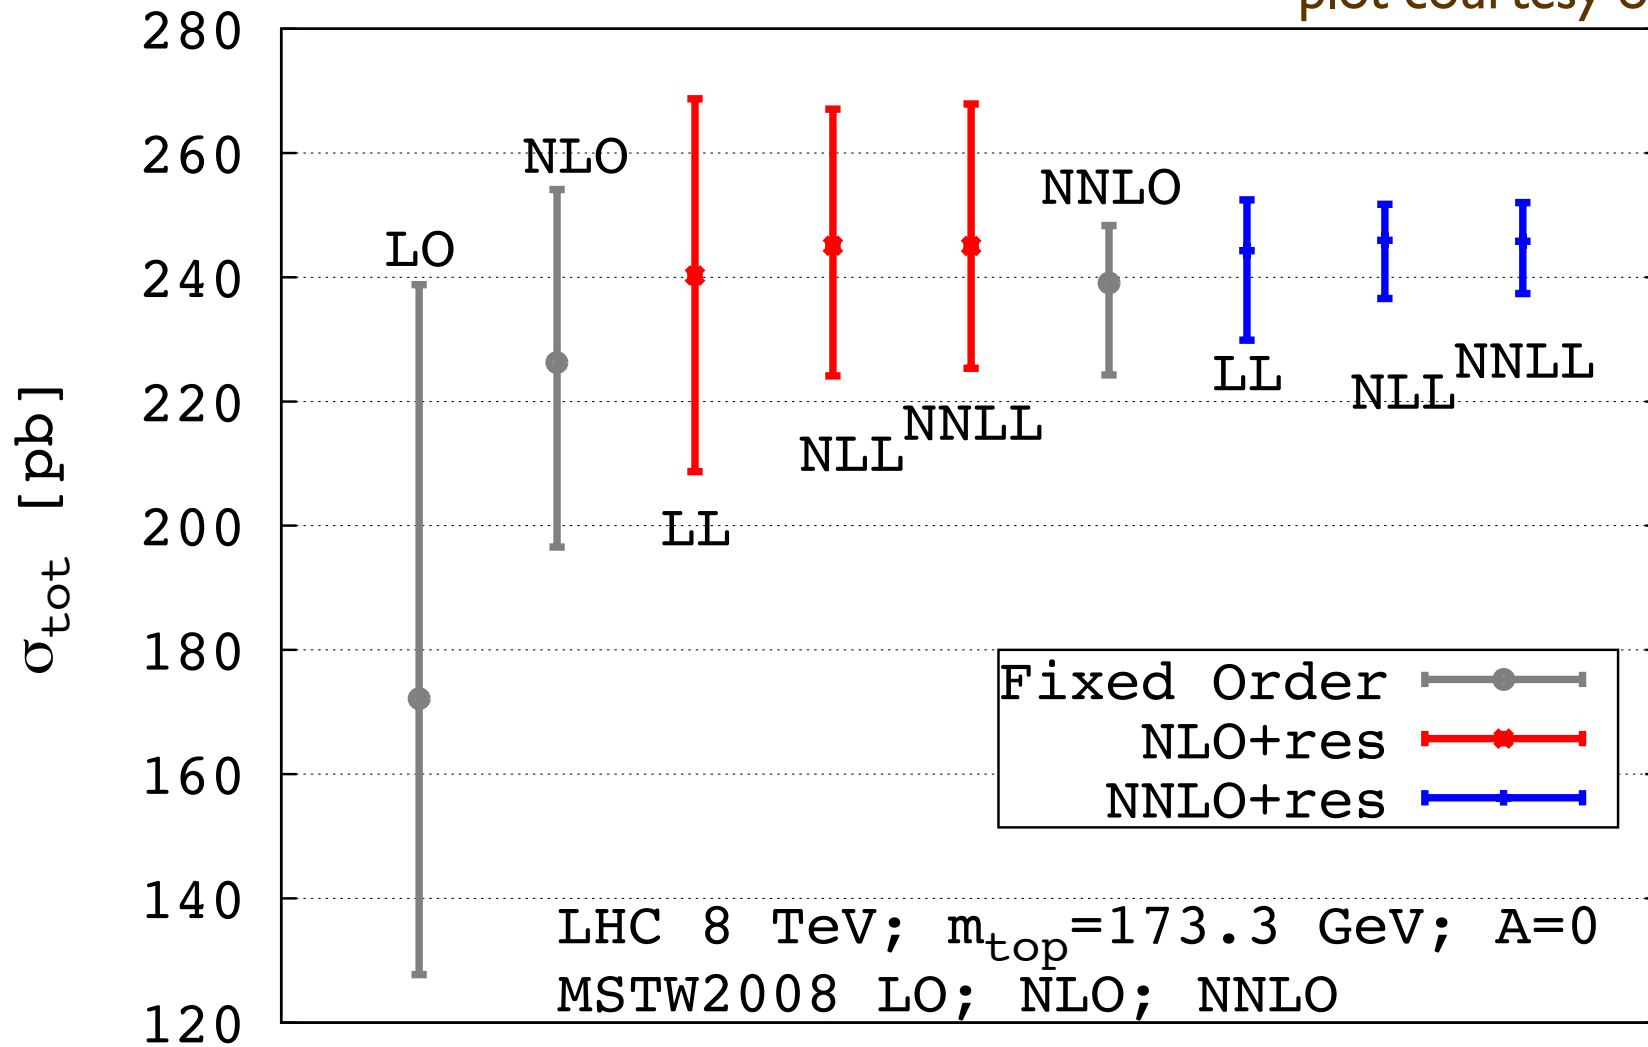 plot courtesy o
280
260
240
220
200
180
160
140
120
σtot [pb]
LO
NLO
LL
NLL
NNLL
NNLO
LL
NLL
NNLL
Fixed Order
NLO+res
NNLO+res
LHC 8 TeV; mtop=173.3 GeV; A=0
MSTW2008 LO; NLO; NNLO